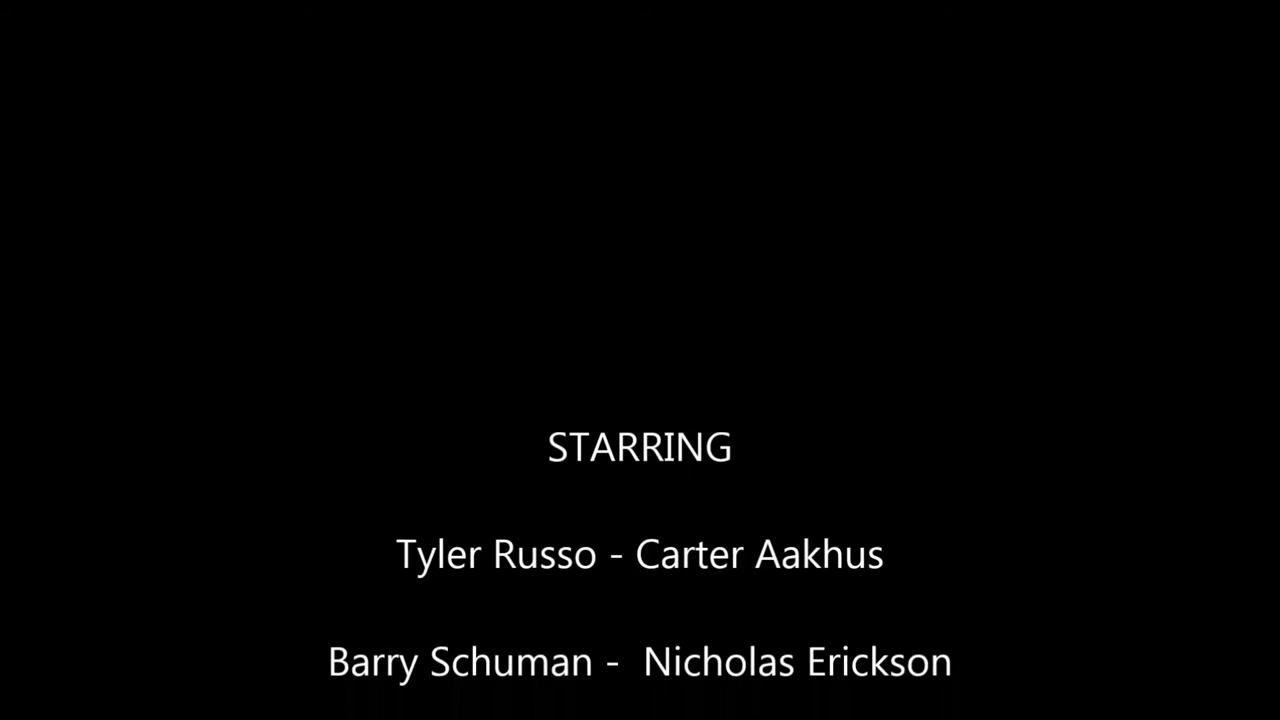 STARRING
Tyler Russo - Carter Aakhus
Barry Schuman -  Nicholas Erickson